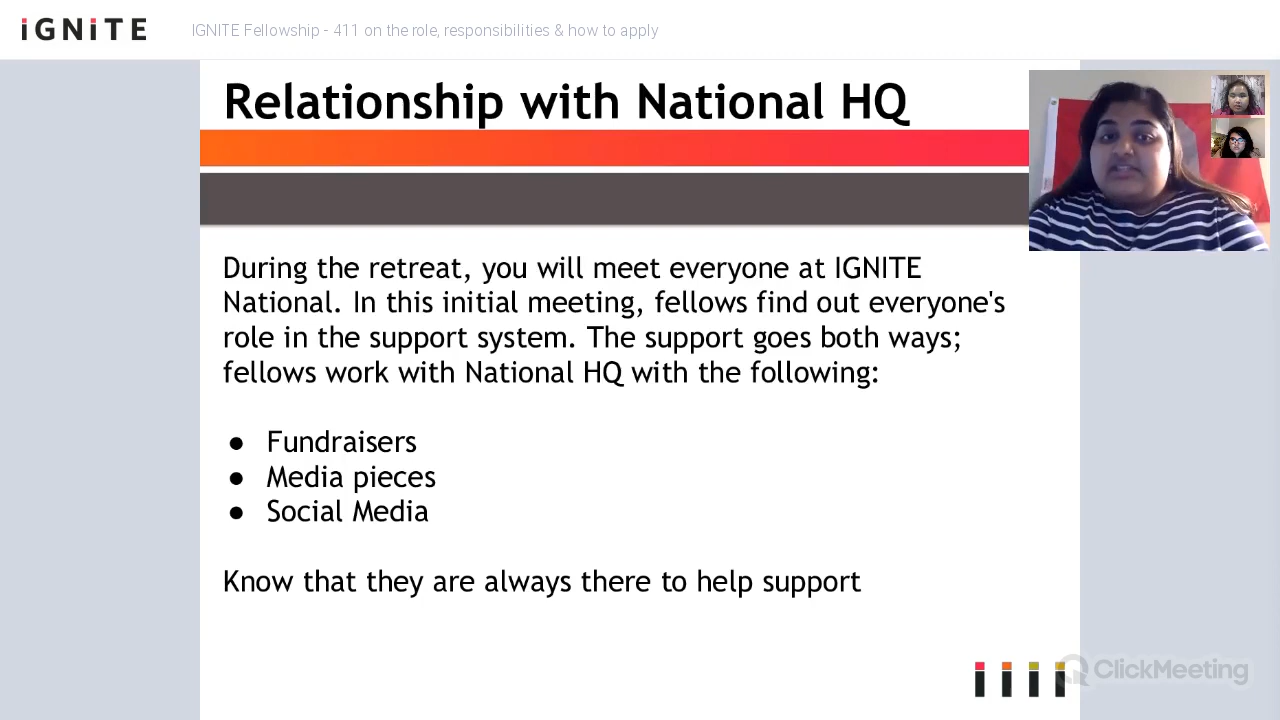 iGNiTE
IGNITE Fellowship - 411 on the role, responsibilities & how to apply
Relationship with National HQ
During the retreat, you will meet everyone at IGNITE
National. In this initial meeting, fellows find out everyone's
role in the support system. The support goes both ways;
fellows work with National HQ with the following:
● Fundraisers
● Media pieces
● Social Media
Know that they are always there to help support
ClickMeeting